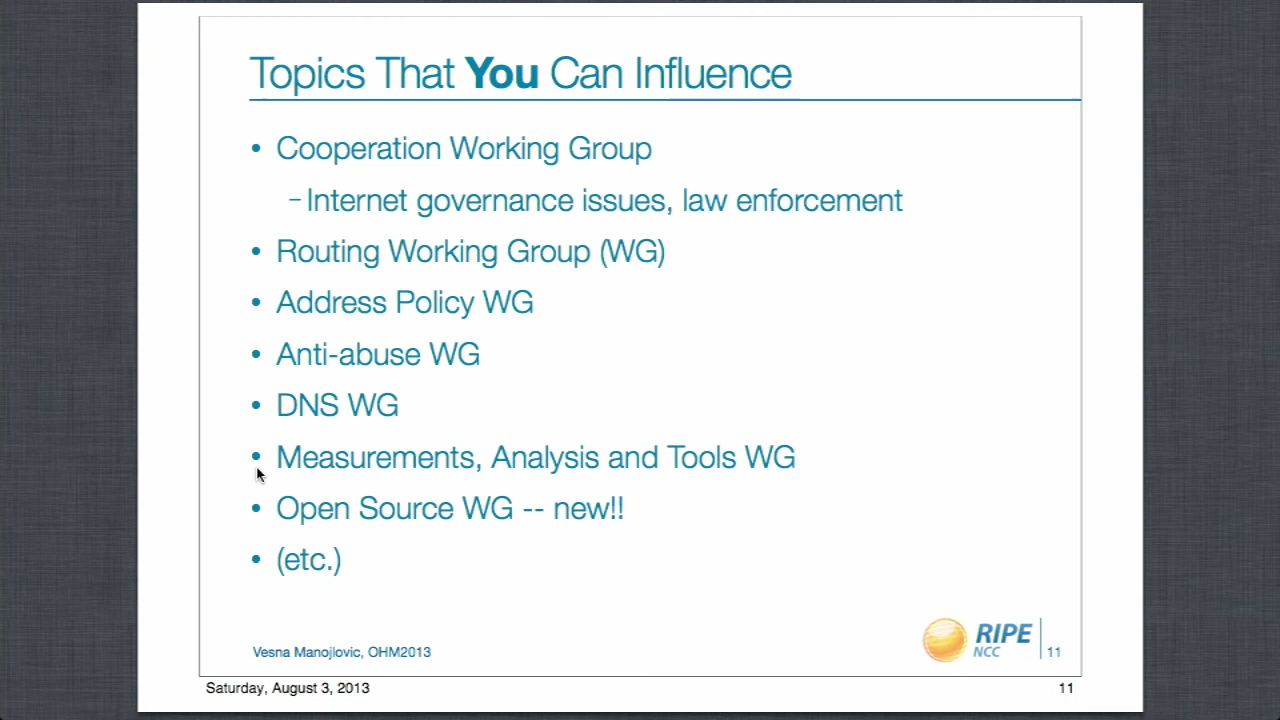 Topics That You Can Influence
• Cooperation Working Group
– Internet governance issues, law enforcement
• Routing Working Group (WG)
• Address Policy WG
• Anti-abuse WG
• DNS WG
• Measurements, Analysis and Tools WG
• Open Source WG -- new!!
• (etc.)
Vesna Manojlovic, OHM2013
RIPE
NCC
11
Saturday, August 3, 2013
11